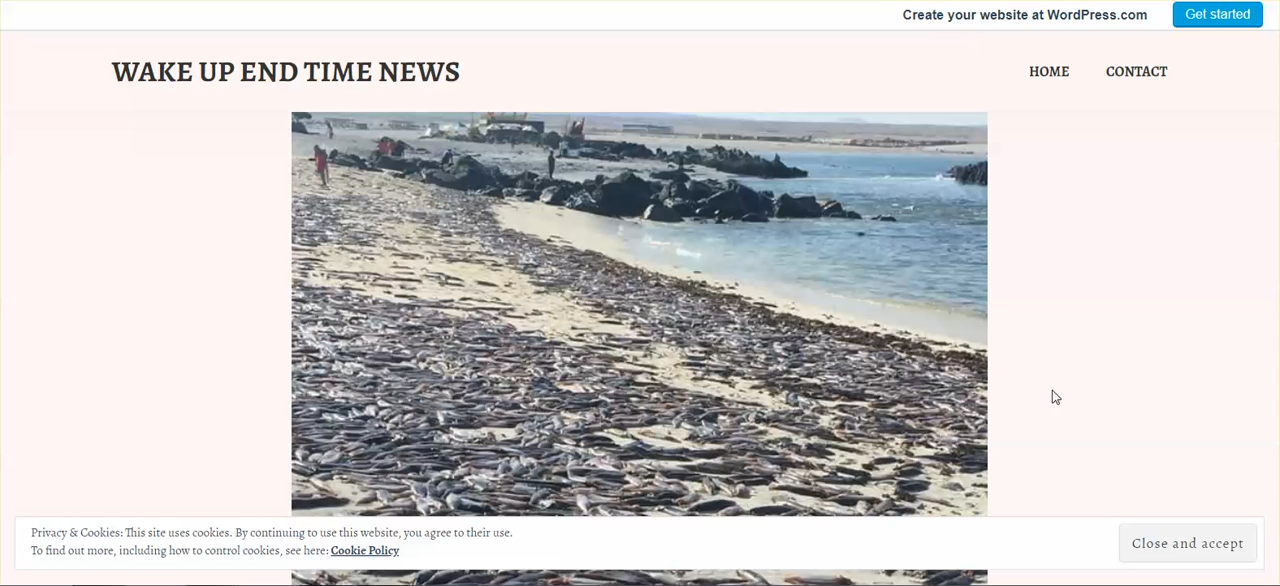 Create your website at WordPress.com
Get started
WAKE UP END TIME NEWS
HOME
CONTACT
Privacy & Cookies: This site uses cookies. By continuing to use this website, you agree to their use.
To find out more, including how to control cookies, see here: Cookie Policy
Close and accept